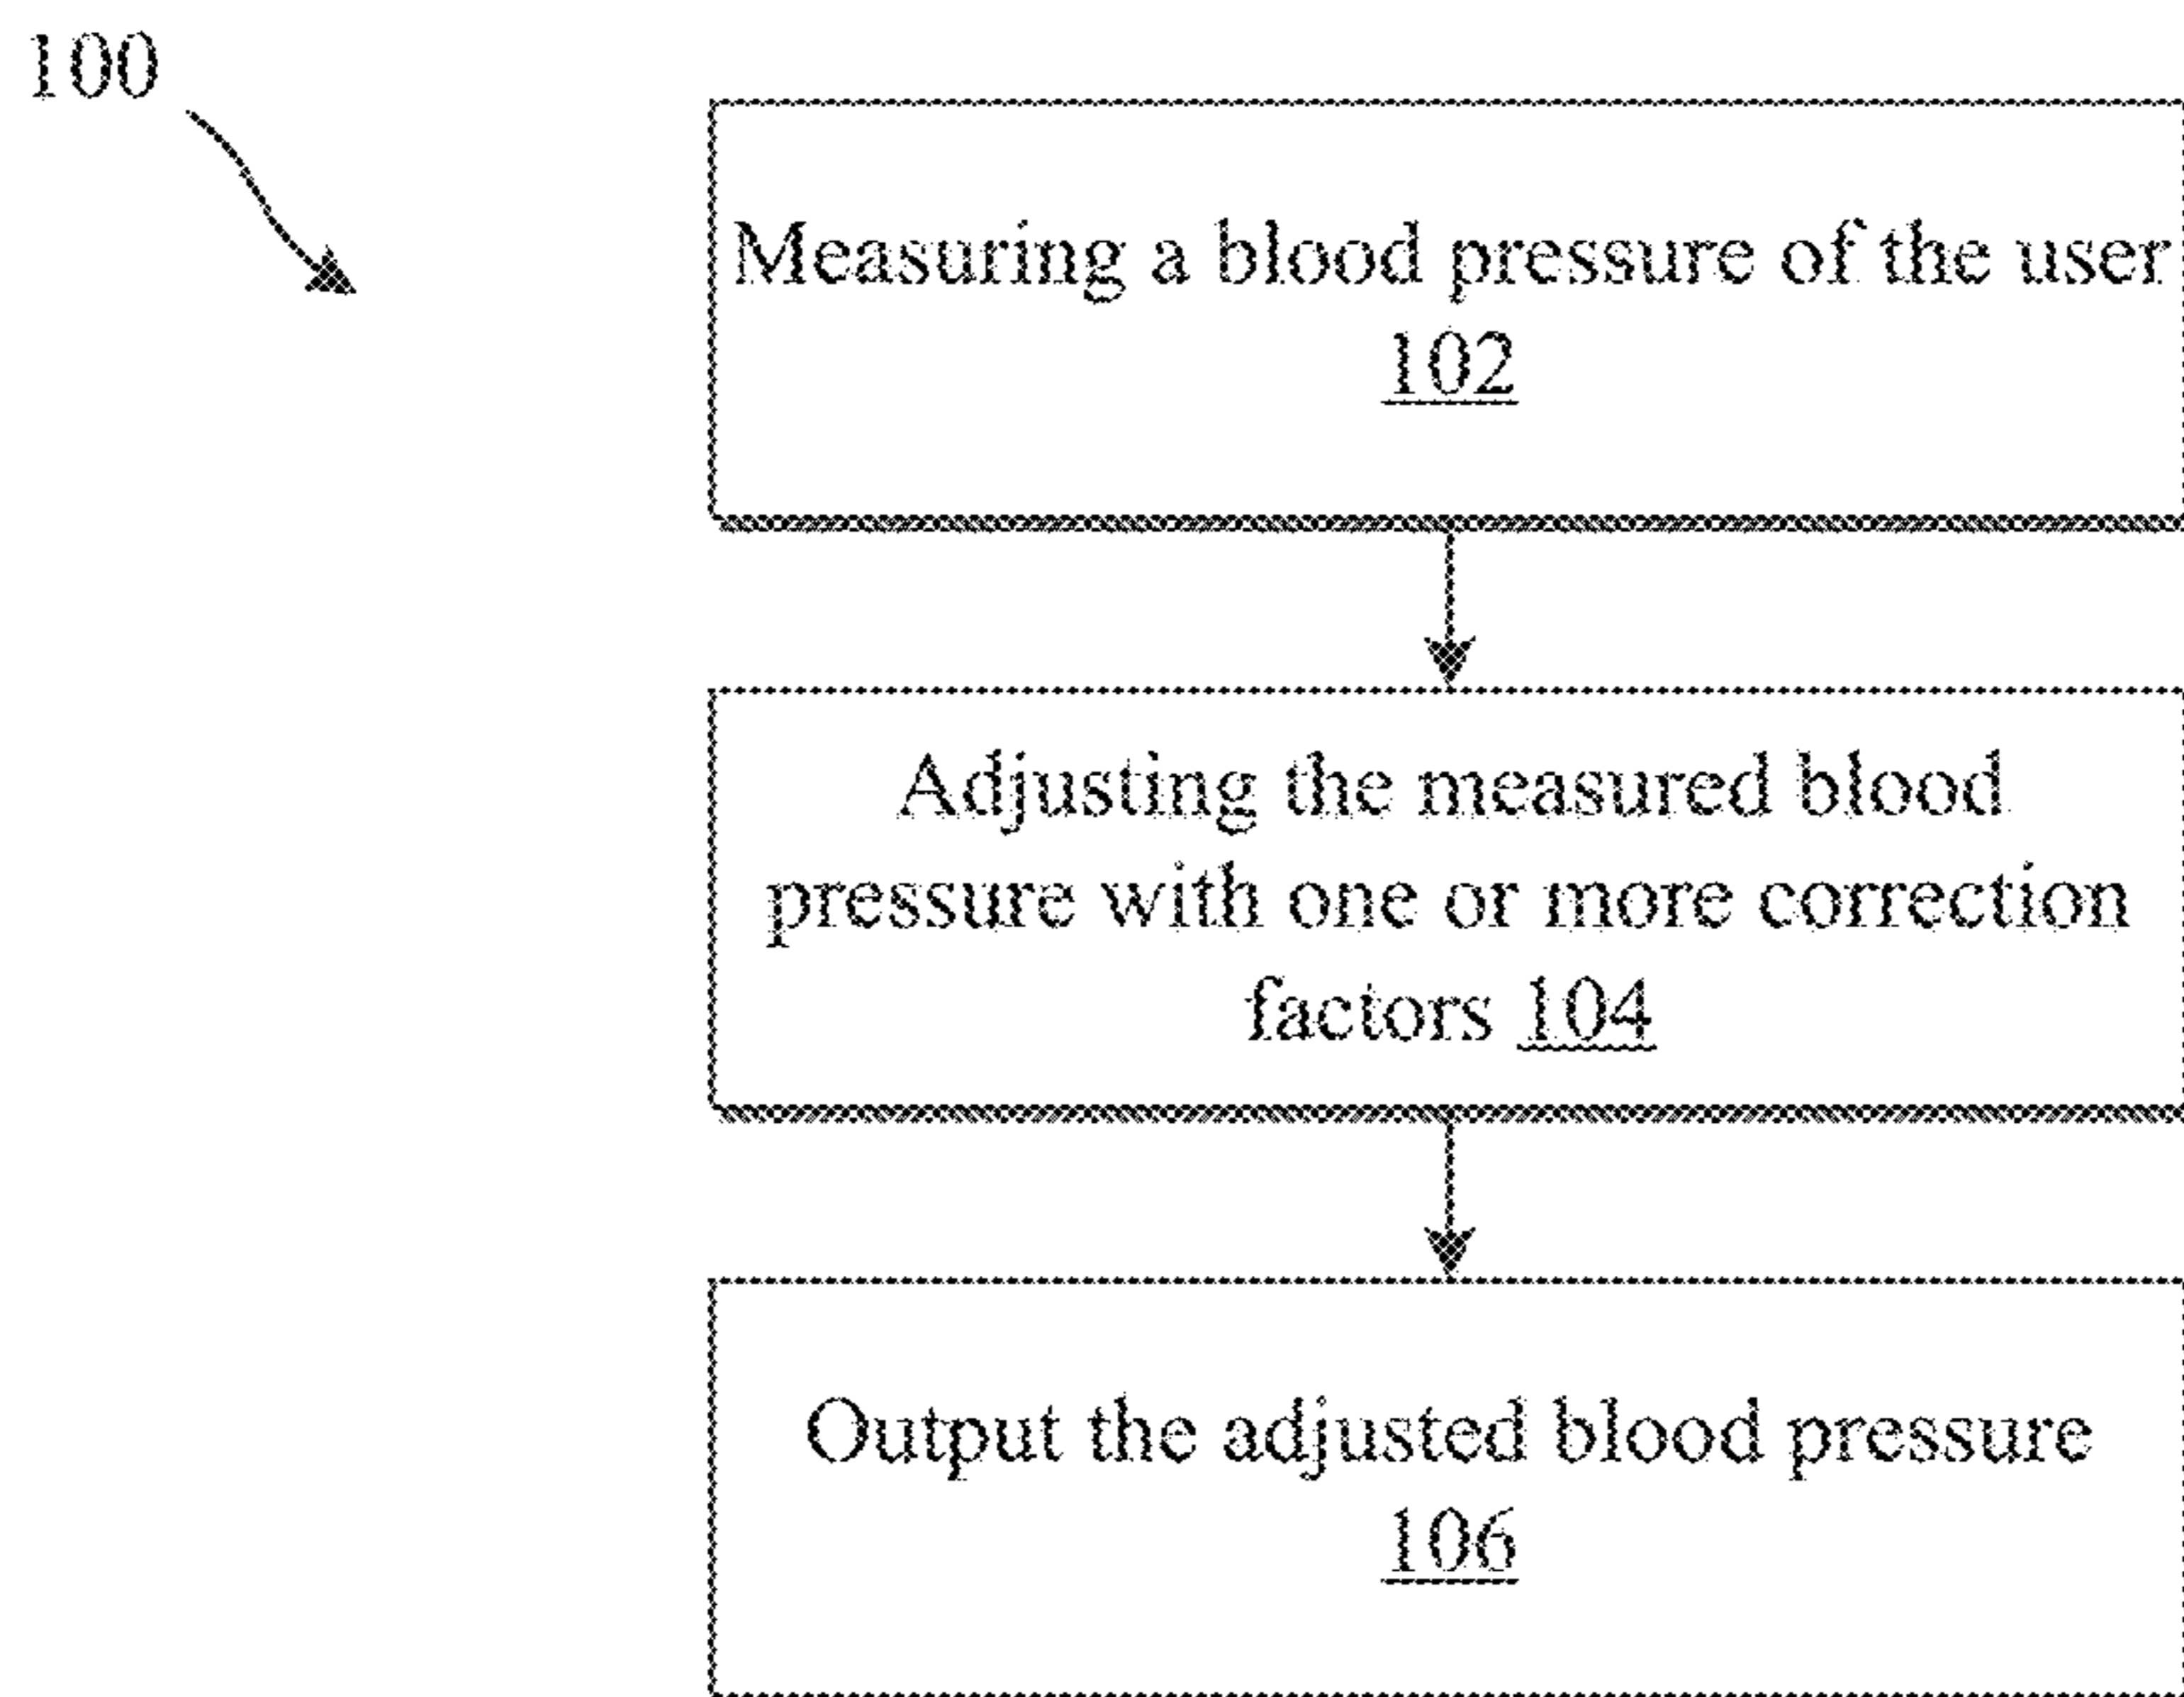 100
Measuring a blood pressure of the user
102
Adjusting the measured blood
pressure with one or more correction
factors 104
Output the adjusted blood pressure
106